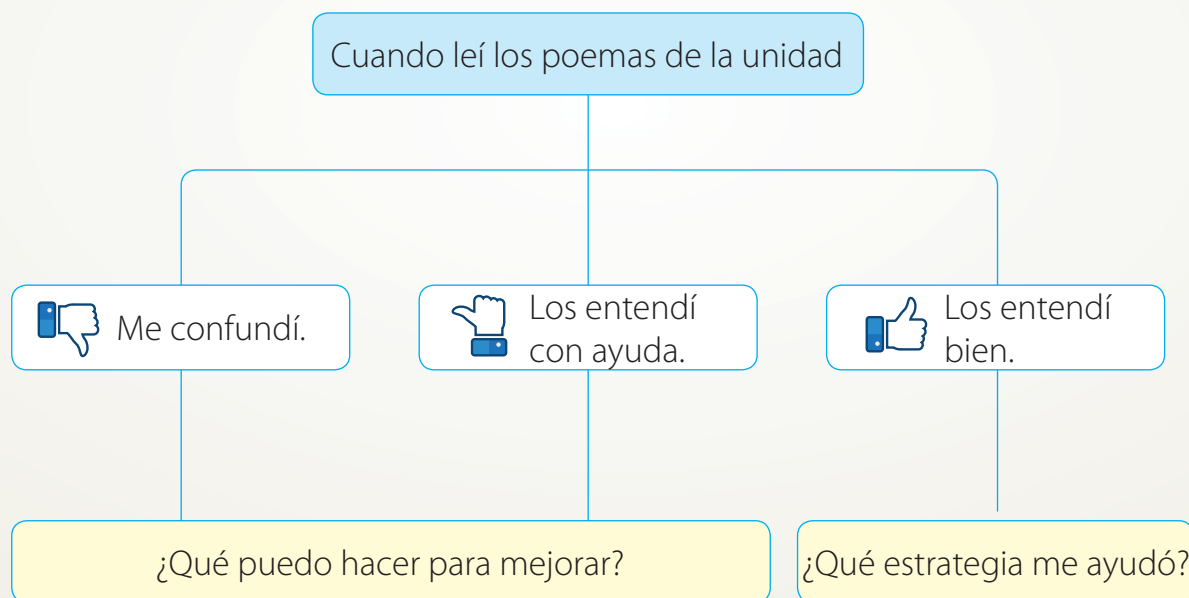 Cuando leí los poemas de la unidad
Me confundí.
Los entendí
con ayuda.
Los entendí
bien.
¿Qué puedo hacer para mejorar?
¿Qué estrategia me ayudó?